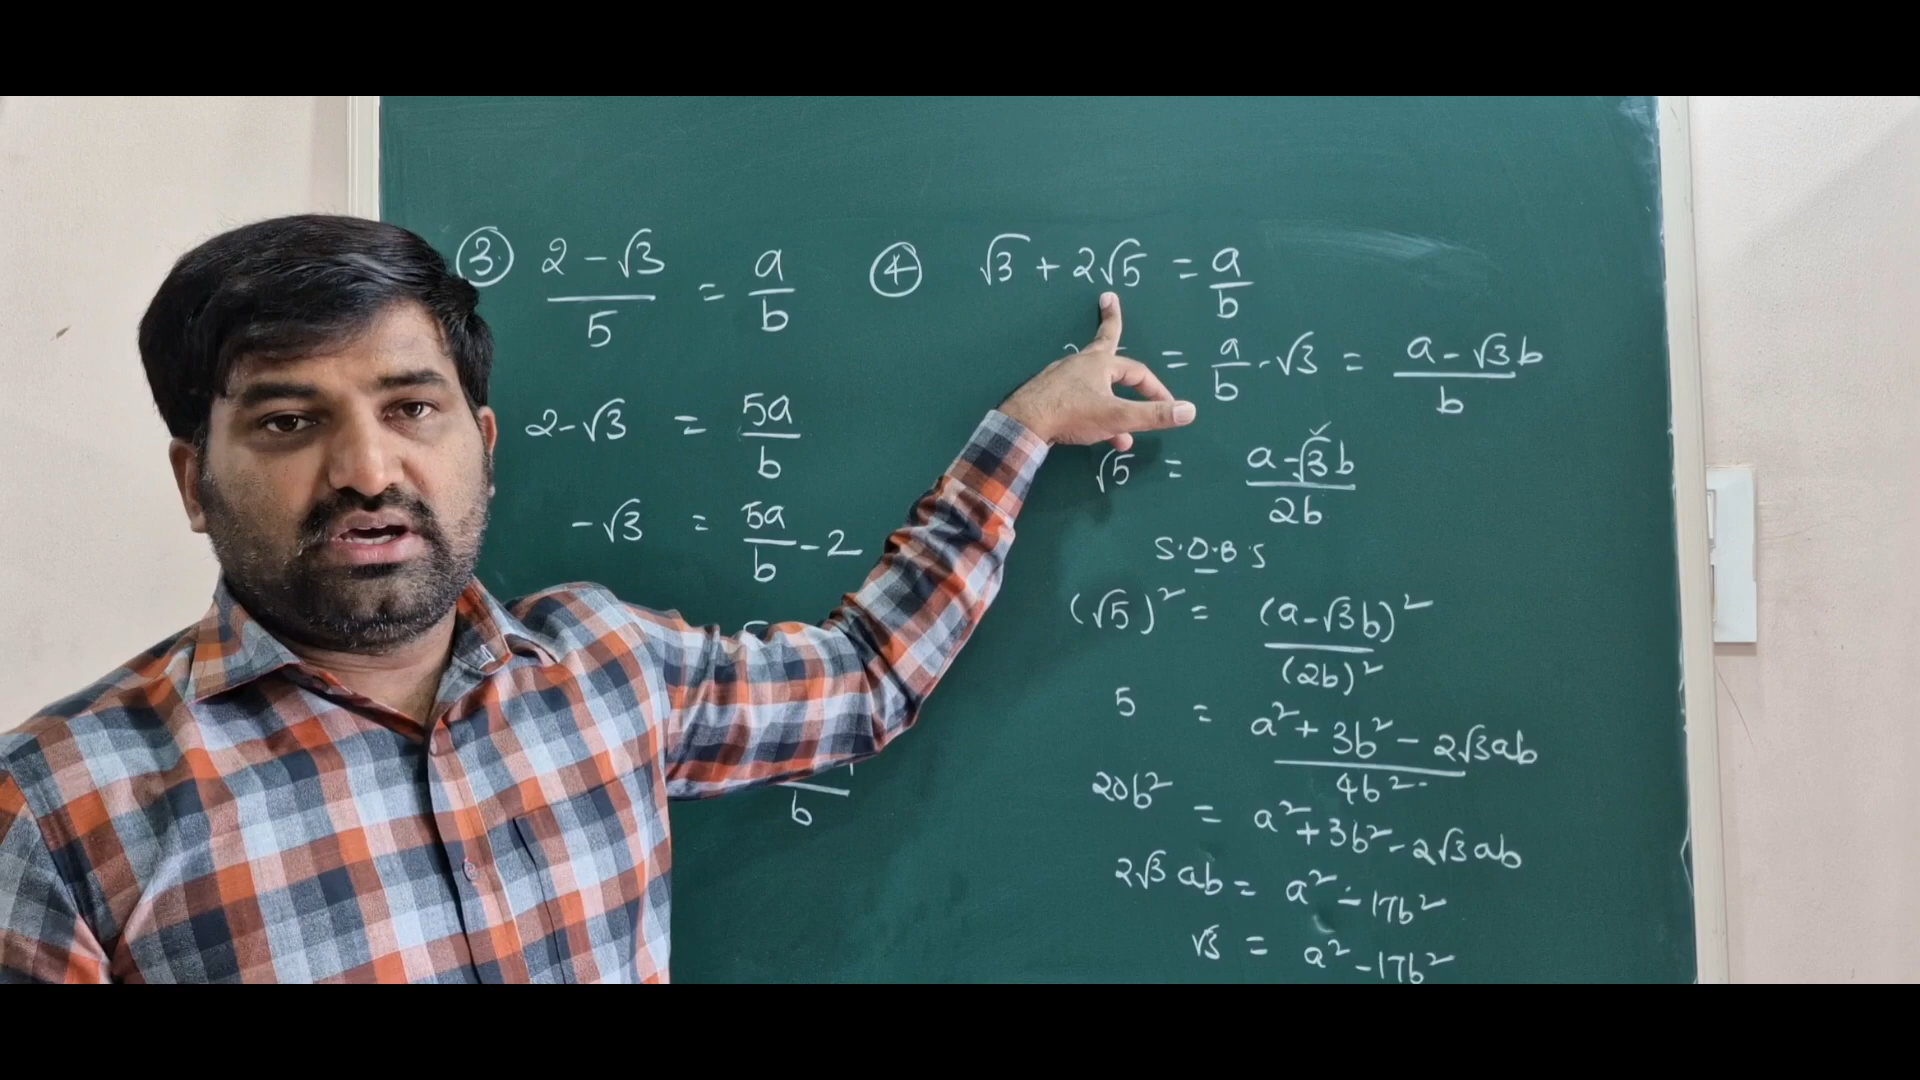 ③ (2 - √3)/5 = a/b
2 - √3 = 5a/b
-√3 = 5a/b - 2
b
④ √3 + 2√5 = a/b
= a/b - √3 = (a - √3b)/b
√5 = (a - √3b)/2b
S.O.B.S
(√5)² = (a - √3b)²/(2b)²
5 = (a² + 3b² - 2√3ab)/4b²
20b² = a² + 3b² - 2√3ab
2√3ab = a² - 17b²
√3 = a² - 17b²